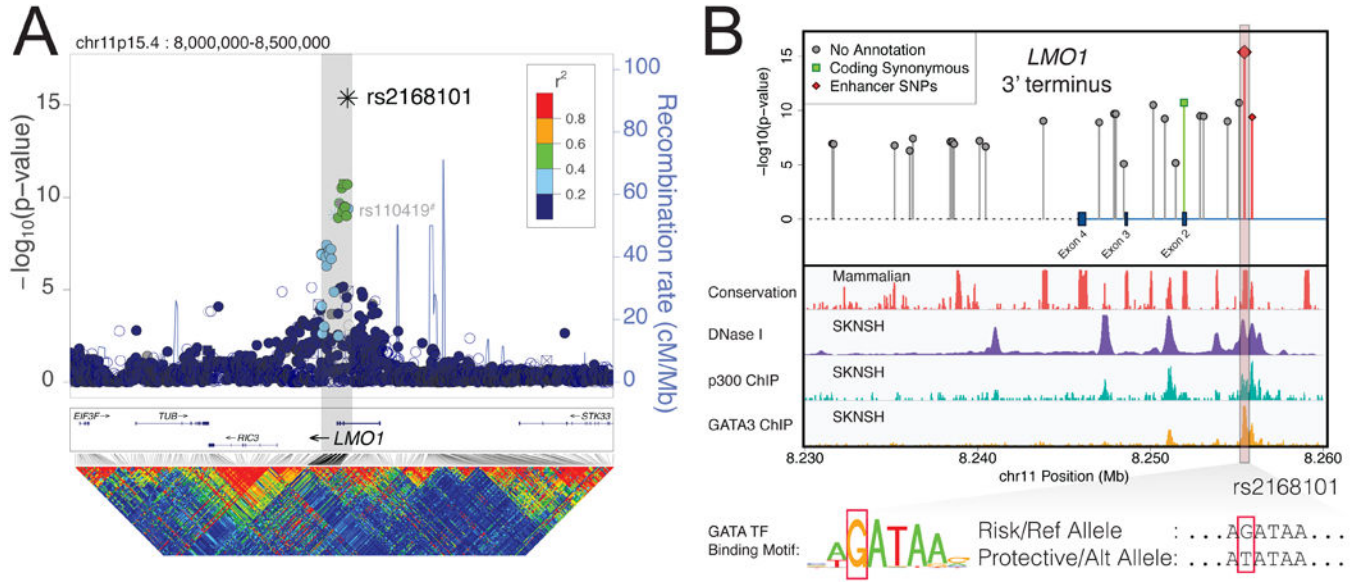 A
chr11p15.4 : 8,000,000-8,500,000
−log10(p−value)
15
10
5
0
rs2168101
rs110419#
r2
0.8
0.6
0.4
0.2
100
80
60
40
20
0
Recombination rate (cM/Mb)
EIF3F→
TUB→
←RIC3
← LMO1
←STK33
B
No Annotation
Coding Synonymous
Enhancer SNPs
LMO1
3' terminus
-log10(p-value)
15
10
5
0
Exon 4
Exon 3
Exon 2
Conservation
Mammalian
DNase I
SKNSH
p300 ChIP
SKNSH
GATA3 ChIP
SKNSH
8.230
8.240
8.250
8.260
chr11 Position (Mb)
rs2168101
GATA TF
Binding Motif:
AGATAAG
Risk/Ref Allele : ...AGATAA...
Protective/Alt Allele: ...ATATAA...